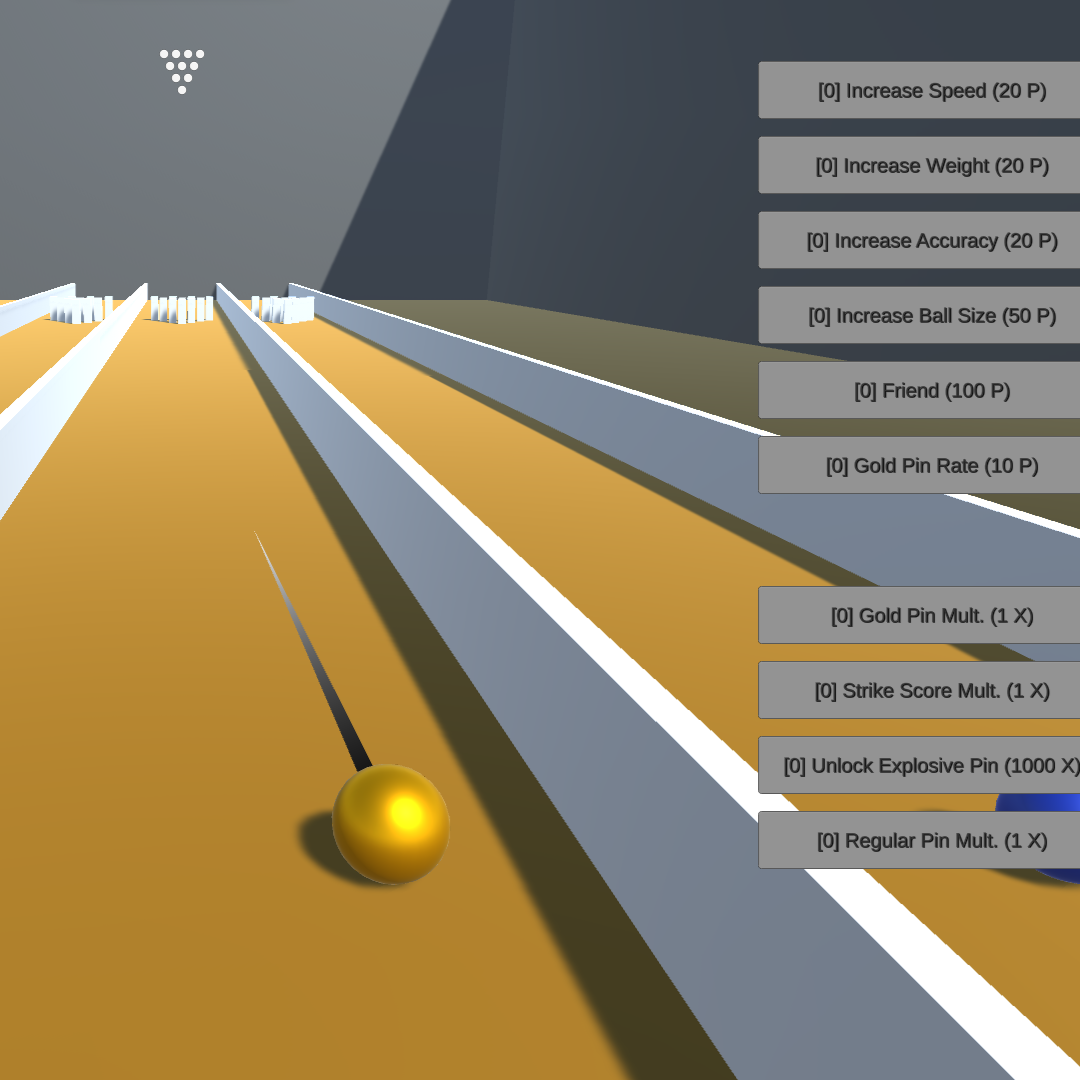 [0] Increase Speed (20 P)
[0] Increase Weight (20 P)
[0] Increase Accuracy (20 P)
[0] Increase Ball Size (50 P)
[0] Friend (100 P)
[0] Gold Pin Rate (10 P)
[0] Gold Pin Mult. (1 X)
[0] Strike Score Mult. (1 X)
[0] Unlock Explosive Pin (1000 X)
[0] Regular Pin Mult. (1 X)